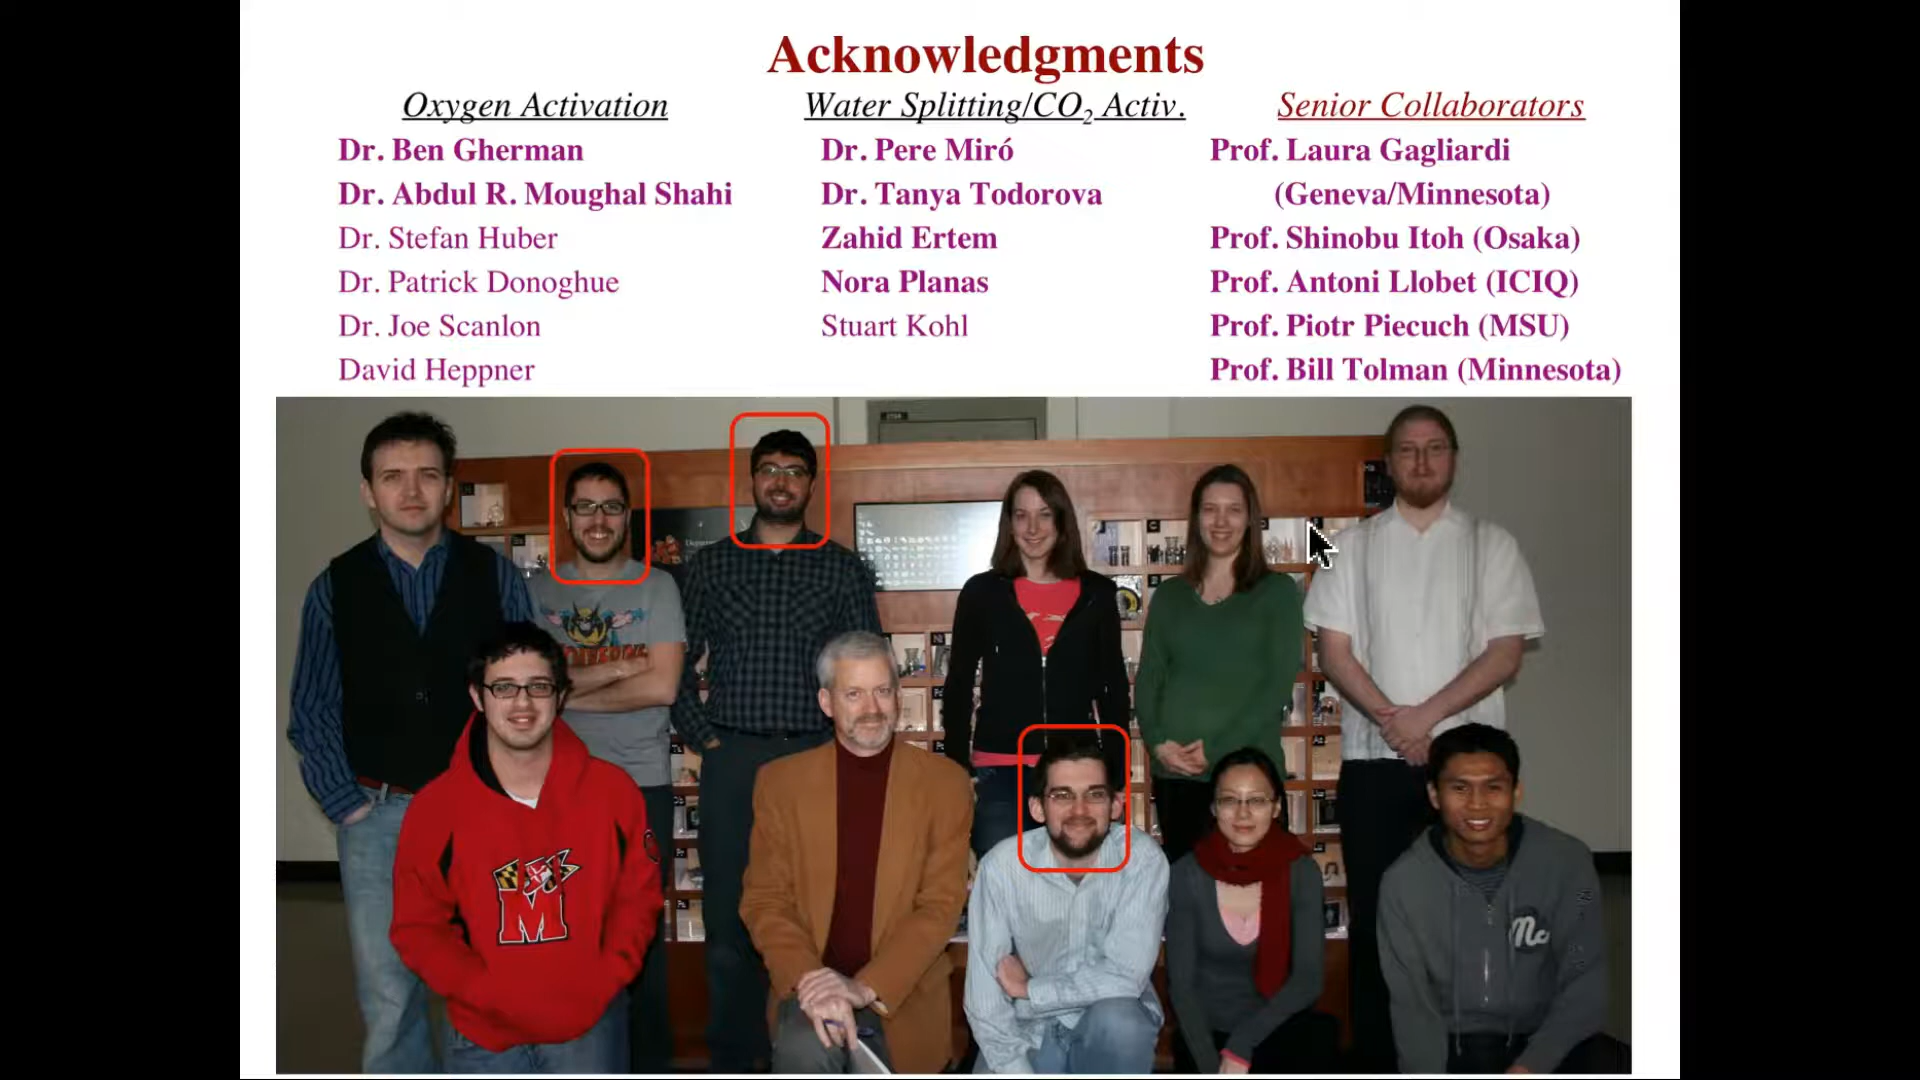 Acknowledgments
Oxygen Activation
Dr. Ben Gherman
Dr. Abdul R. Moughal Shahi
Dr. Stefan Huber
Dr. Patrick Donoghue
Dr. Joe Scanlon
David Heppner
Water Splitting/CO2 Activ.
Dr. Pere Miró
Dr. Tanya Todorova
Zahid Ertem
Nora Planas
Stuart Kohl
Senior Collaborators
Prof. Laura Gagliardi
(Geneva/Minnesota)
Prof. Shinobu Itoh (Osaka)
Prof. Antoni Llobet (ICIQ)
Prof. Piotr Piecuch (MSU)
Prof. Bill Tolman (Minnesota)
M